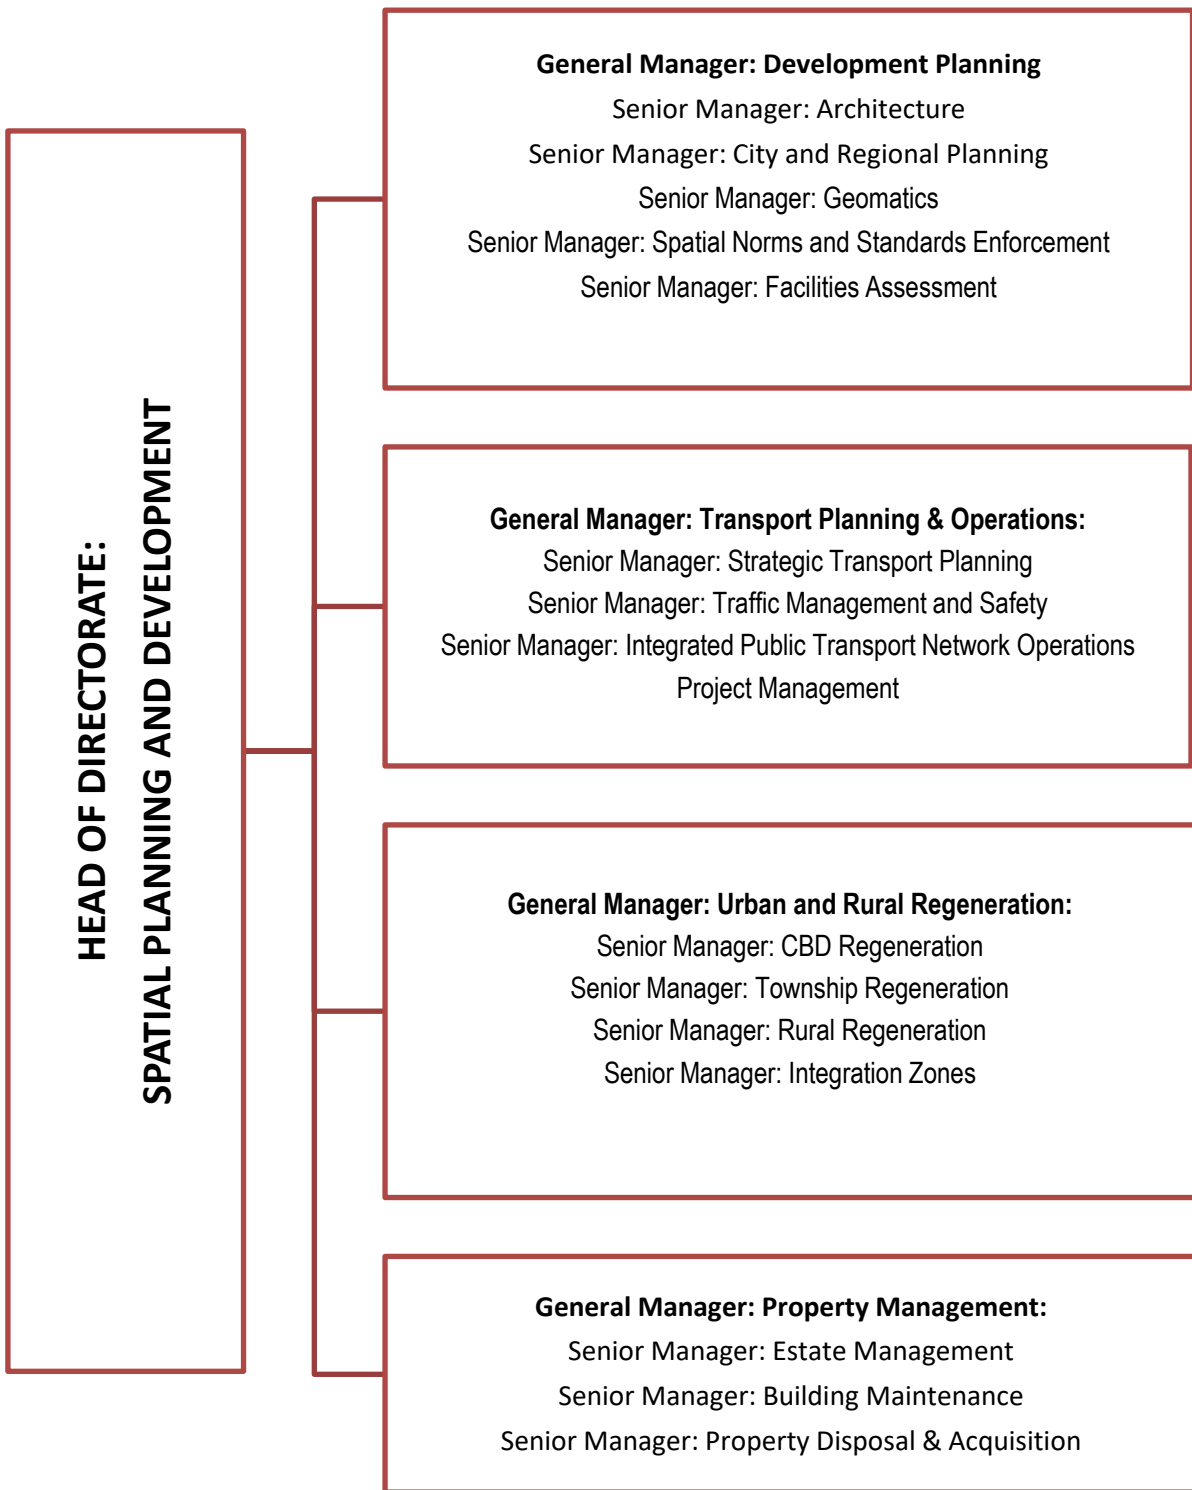 HEAD OF DIRECTORATE:
SPATIAL PLANNING AND DEVELOPMENT
General Manager: Development Planning
Senior Manager: Architecture
Senior Manager: City and Regional Planning
Senior Manager: Geomatics
Senior Manager: Spatial Norms and Standards Enforcement
Senior Manager: Facilities Assessment
General Manager: Transport Planning & Operations:
Senior Manager: Strategic Transport Planning
Senior Manager: Traffic Management and Safety
Senior Manager: Integrated Public Transport Network Operations
Project Management
General Manager: Urban and Rural Regeneration:
Senior Manager: CBD Regeneration
Senior Manager: Township Regeneration
Senior Manager: Rural Regeneration
Senior Manager: Integration Zones
General Manager: Property Management:
Senior Manager: Estate Management
Senior Manager: Building Maintenance
Senior Manager: Property Disposal & Acquisition